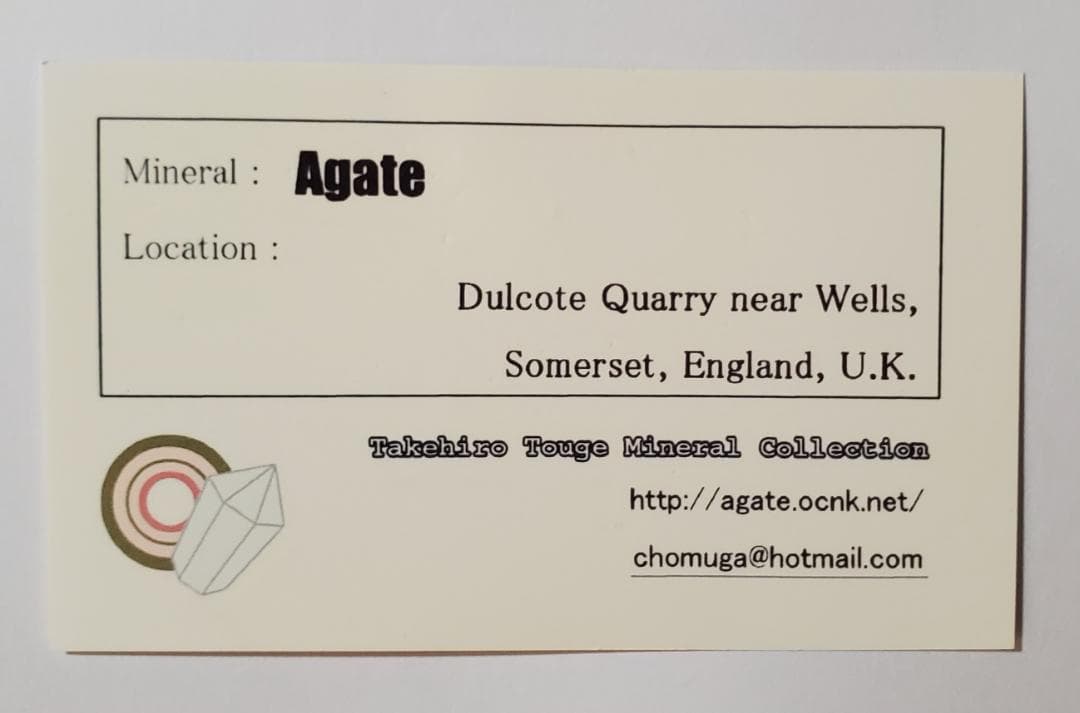 Mineral : Agate
Location :
Dulcote Quarry near Wells,
Somerset, England, U.K.
Takehiro Touge Mineral Collection
http://agate.ocnk.net/
chomuga@hotmail.com